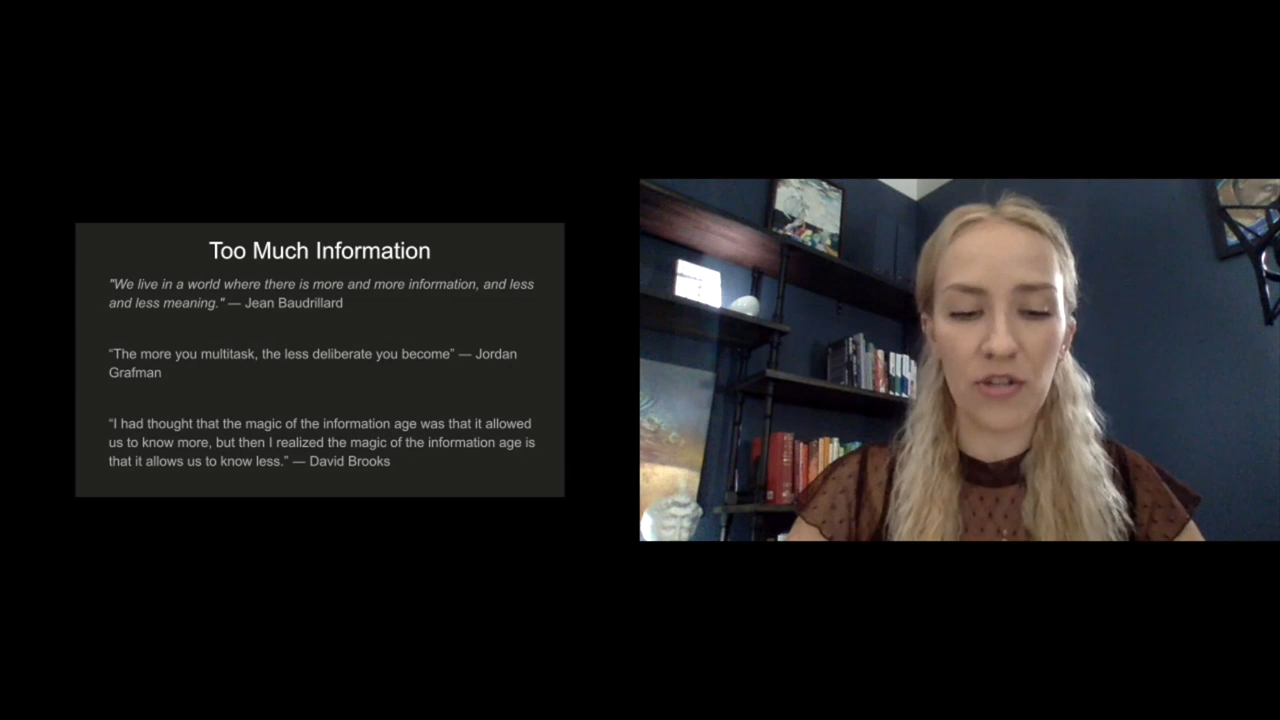 Too Much Information
"We live in a world where there is more and more information, and less
and less meaning." — Jean Baudrillard
“The more you multitask, the less deliberate you become” — Jordan
Grafman
“I had thought that the magic of the information age was that it allowed
us to know more, but then I realized the magic of the information age is
that it allows us to know less.” — David Brooks